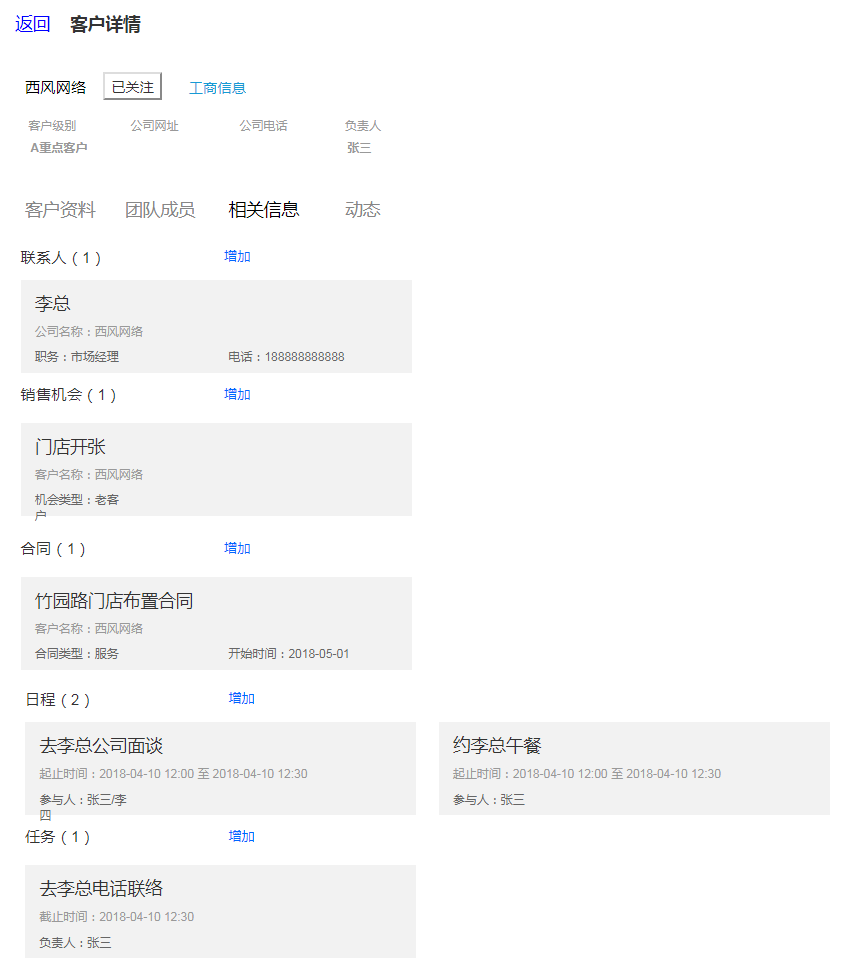 返回 客户详情
西风网络 已关注 工商信息
客户级别 公司网址 公司电话 负责人
A重点客户 张三
客户资料 团队成员 相关信息 动态
联系人（1） 增加
李总
公司名称：西风网络
职务：市场经理 电话：188888888888
销售机会（1） 增加
门店开张
客户名称：西风网络
机会类型：老客
户
合同（1） 增加
竹园路门店布置合同
客户名称：西风网络
合同类型：服务 开始时间：2018-05-01
日程（2） 增加
去李总公司面谈 约李总午餐
起止时间：2018-04-10 12:00 至 2018-04-10 12:30 起止时间：2018-04-10 12:00 至 2018-04-10 12:30
参与人：张三/李 参与人：张三
四
任务（1） 增加
去李总电话联络
截止时间：2018-04-10 12:30
负责人：张三